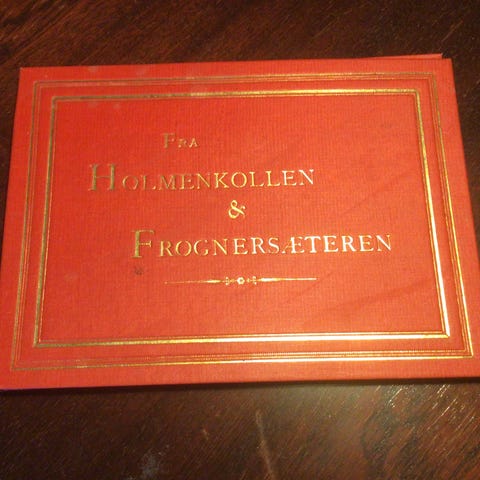 FRA
HOLMENKOLLEN
&
FROGNERSÆTEREN